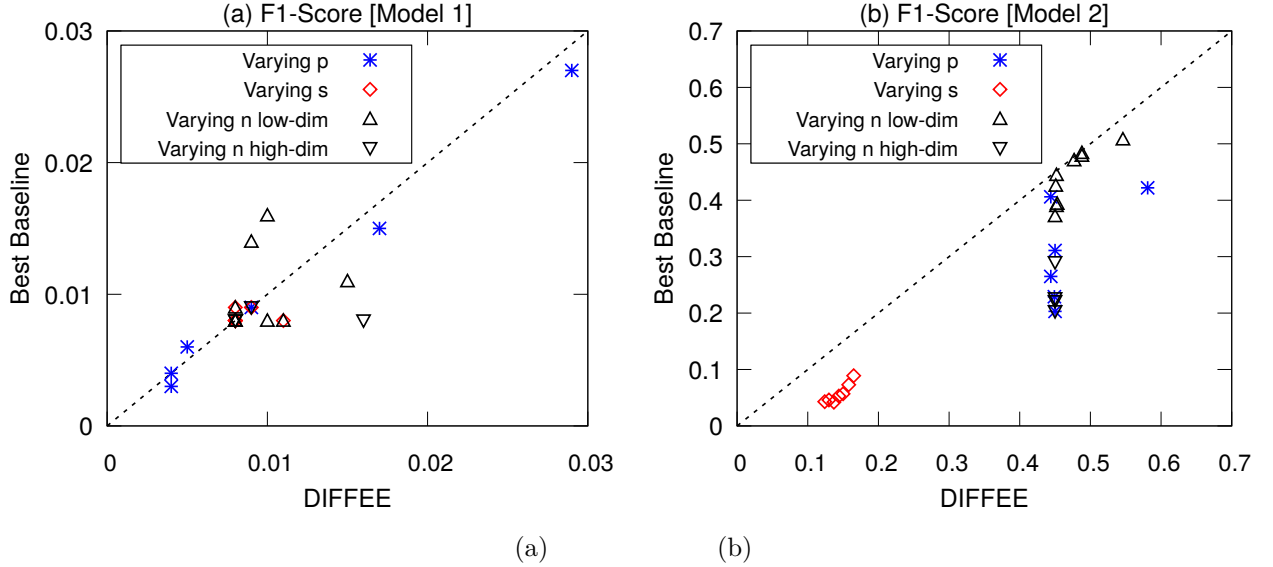 (a) F1-Score [Model 1]
0.03
0.02
0.01
0
Best Baseline
Varying p
Varying s
Varying n low-dim
Varying n high-dim
0 0.01 0.02 0.03
DIFFEE
(b) F1-Score [Model 2]
0.7
0.6
0.5
0.4
0.3
0.2
0.1
0
Best Baseline
Varying p
Varying s
Varying n low-dim
Varying n high-dim
0 0.1 0.2 0.3 0.4 0.5 0.6 0.7
DIFFEE
(a) (b)